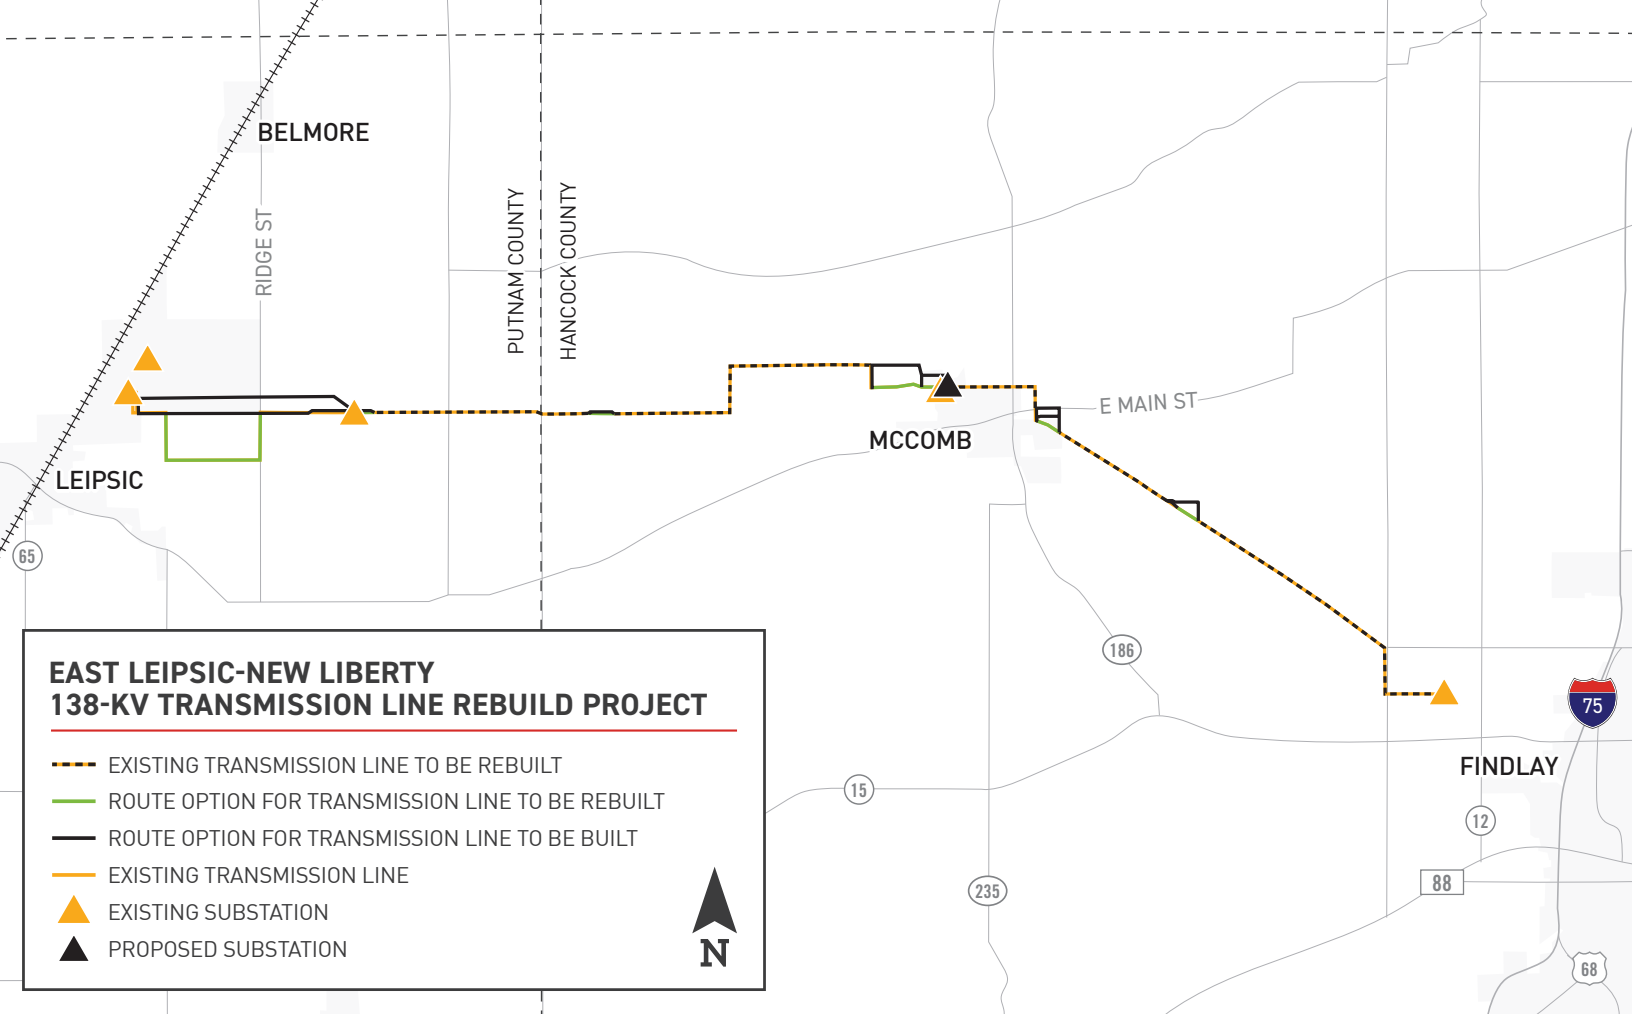 BELMORE
RIDGE ST
PUTNAM COUNTY
HANCOCK COUNTY
E MAIN ST
MCCOMB
LEIPSIC
65
186
75
FINDLAY
15
12
88
235
68
EAST LEIPSIC-NEW LIBERTY
138-KV TRANSMISSION LINE REBUILD PROJECT
EXISTING TRANSMISSION LINE TO BE REBUILT
ROUTE OPTION FOR TRANSMISSION LINE TO BE REBUILT
ROUTE OPTION FOR TRANSMISSION LINE TO BE BUILT
EXISTING TRANSMISSION LINE
EXISTING SUBSTATION
PROPOSED SUBSTATION
N